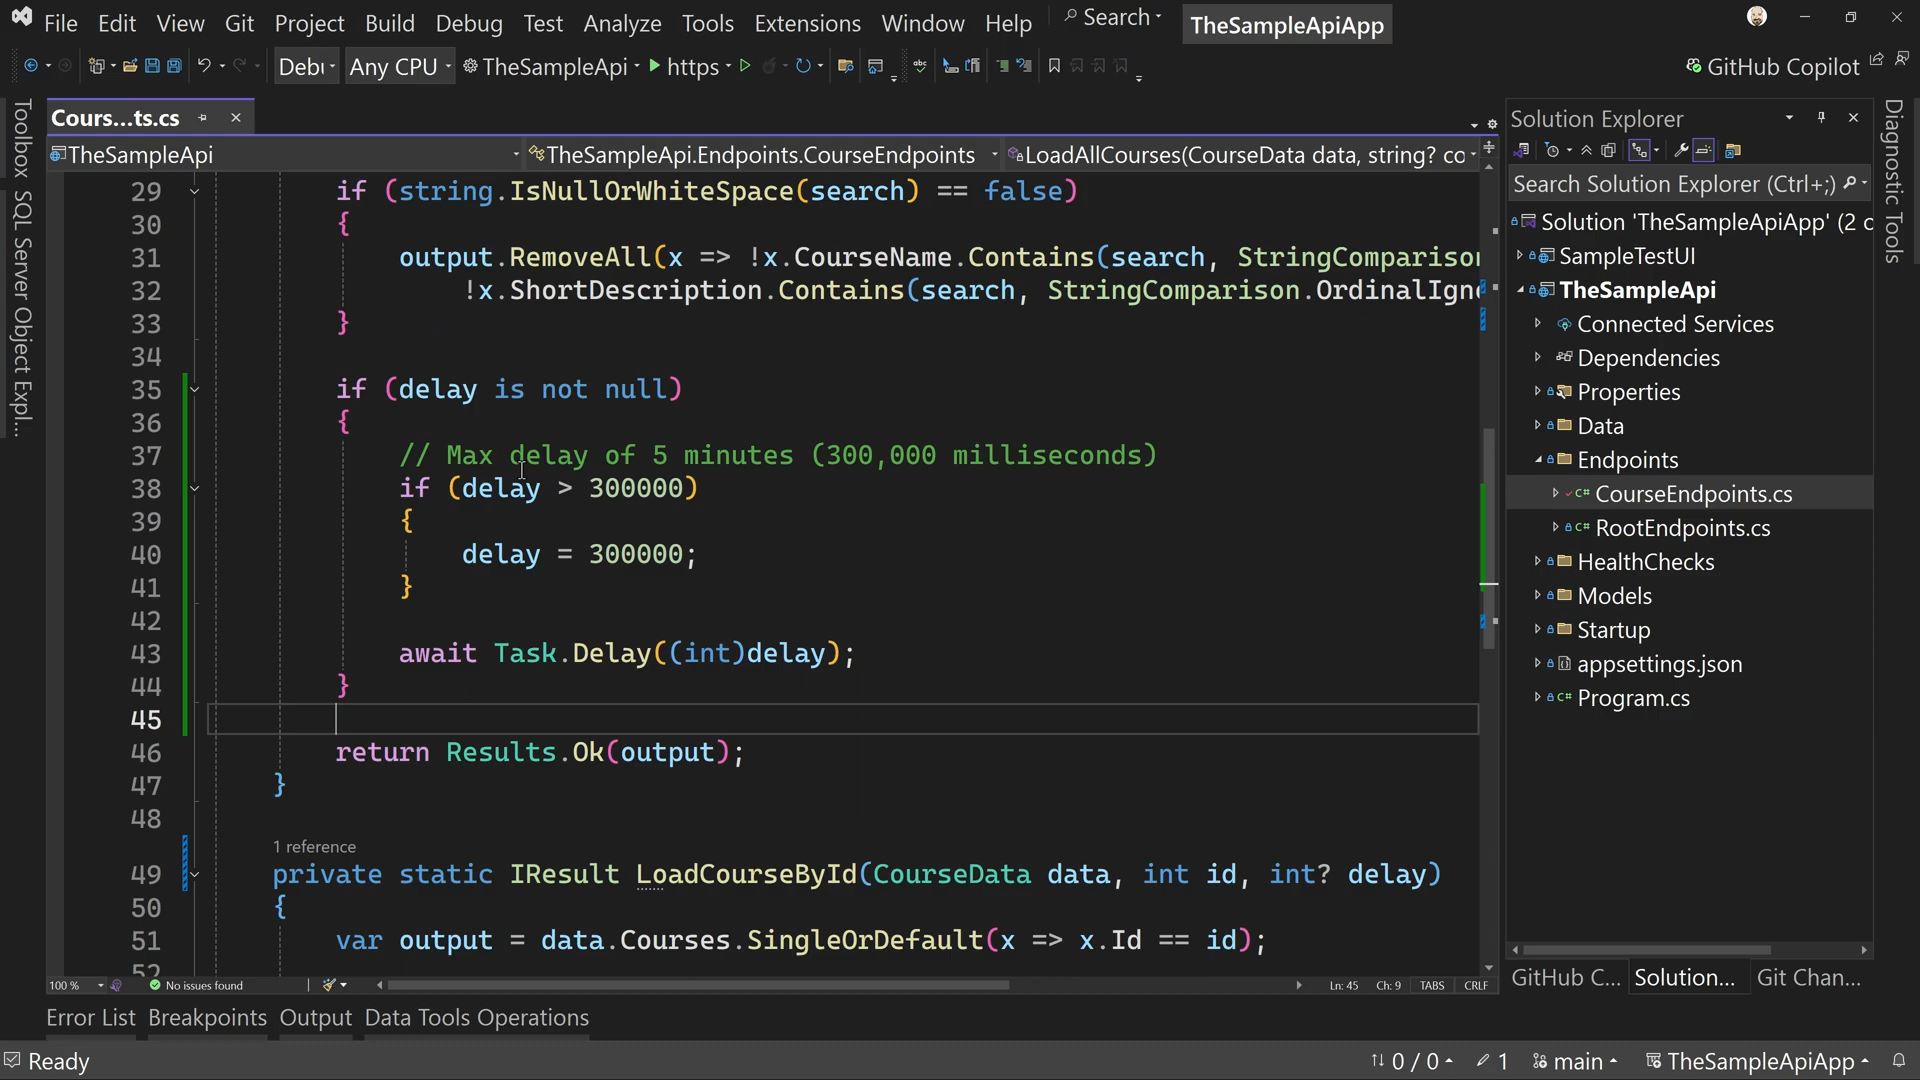 File Edit View Git Project Build Debug Test Analyze Tools Extensions Window Help Search TheSampleApiApp
Any CPU TheSampleApi https GitHub Copilot
Cours...ts.cs
TheSampleApi TheSampleApi.Endpoints.CourseEndpoints LoadAllCourses(CourseData data, string? co
29 if (string.IsNullOrWhiteSpace(search) == false)
30 {
31 output.RemoveAll(x => !x.CourseName.Contains(search, StringComparison
32 !x.ShortDescription.Contains(search, StringComparison.OrdinalIgn
33 }
34
35 if (delay is not null)
36 {
37 // Max delay of 5 minutes (300,000 milliseconds)
38 if (delay > 300000)
39 {
40 delay = 300000;
41 }
42
43 await Task.Delay((int)delay);
44 }
45
46 return Results.Ok(output);
47 }
48
1 reference
49 private static IResult LoadCourseById(CourseData data, int id, int? delay)
50 {
51 var output = data.Courses.SingleOrDefault(x => x.Id == id);
52
100 % No issues found Ln: 45 Ch: 9 TABS CRLF
Toolbox
SQL Server Object Expl...
Solution Explorer
Search Solution Explorer (Ctrl+;)
Solution 'TheSampleApiApp' (2 o
SampleTestUI
TheSampleApi
Connected Services
Dependencies
Properties
Data
Endpoints
C# CourseEndpoints.cs
C# RootEndpoints.cs
HealthChecks
Models
Startup
appsettings.json
C# Program.cs
GitHub C... Solution... Git Chan...
Diagnostic Tools
Error List Breakpoints Output Data Tools Operations
Ready 0 / 0 1 main TheSampleApiApp